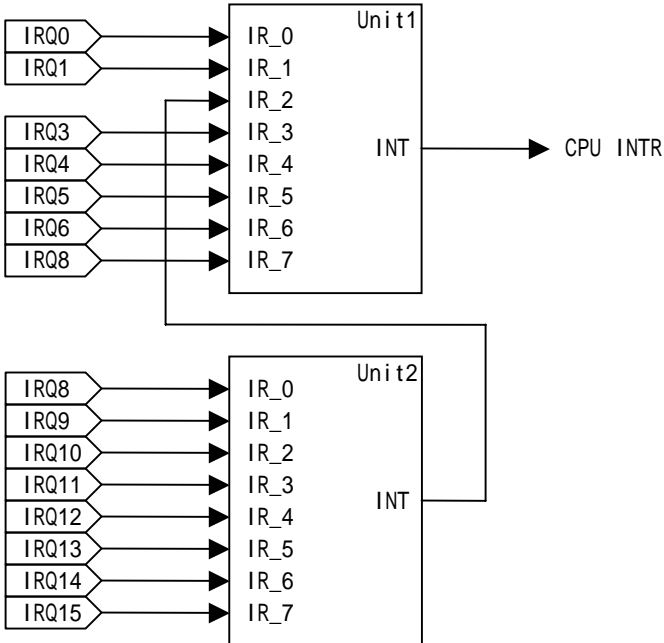 Unit1
IRQ0 IR_0
IRQ1 IR_1
IR_2
IRQ3 IR_3
IRQ4 IR_4 INT CPU INTR
IRQ5 IR_5
IRQ6 IR_6
IRQ8 IR_7
Unit2
IRQ8 IR_0
IRQ9 IR_1
IRQ10 IR_2
IRQ11 IR_3
INT
IRQ12 IR_4
IRQ13 IR_5
IRQ14 IR_6
IRQ15 IR_7